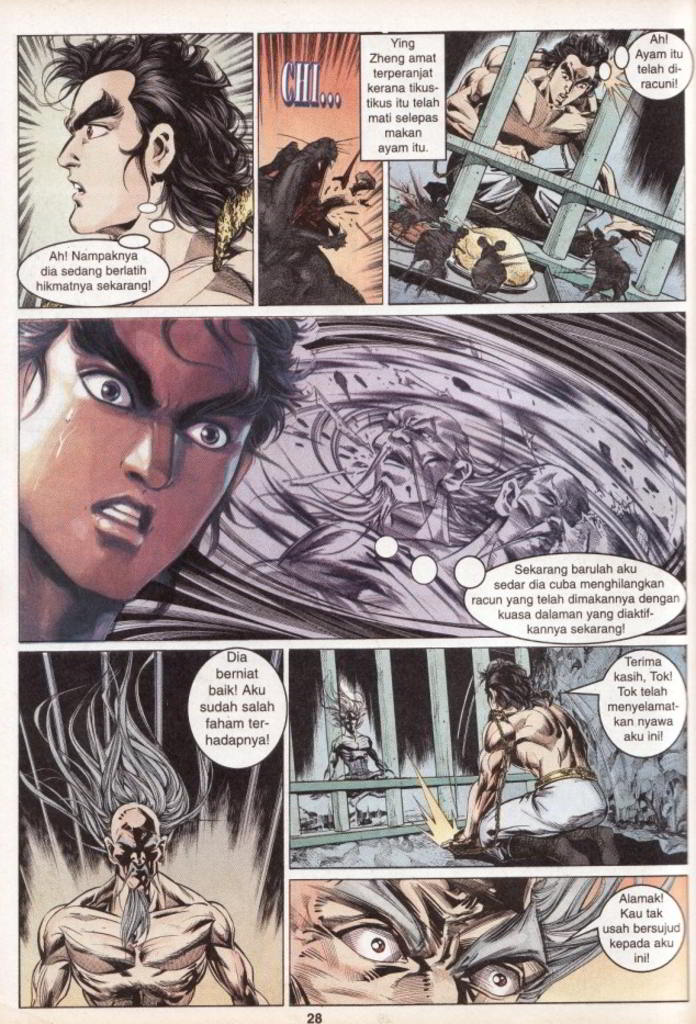 Ah! Nampaknya
dia sedang berlatih
hikmatnya sekarang!
CHI...
Ying
Zheng amat
terperanjat
kerana tikus-
tikus itu telah
mati selepas
makan
ayam itu.
Ah!
Ayam itu
telah di-
racuni!
Sekarang barulah aku
sedar dia cuba menghilangkan
racun yang telah dimakannya dengan
kuasa dalaman yang diaktif-
kannya sekarang!
Dia
berniat
baik! Aku
sudah salah
faham ter-
hadapnya!
Terima
kasih, Tok!
Tok telah
menyelamat-
kan nyawa
aku ini!
Alamak!
Kau tak
usah bersujud
kepada aku
ini!
28